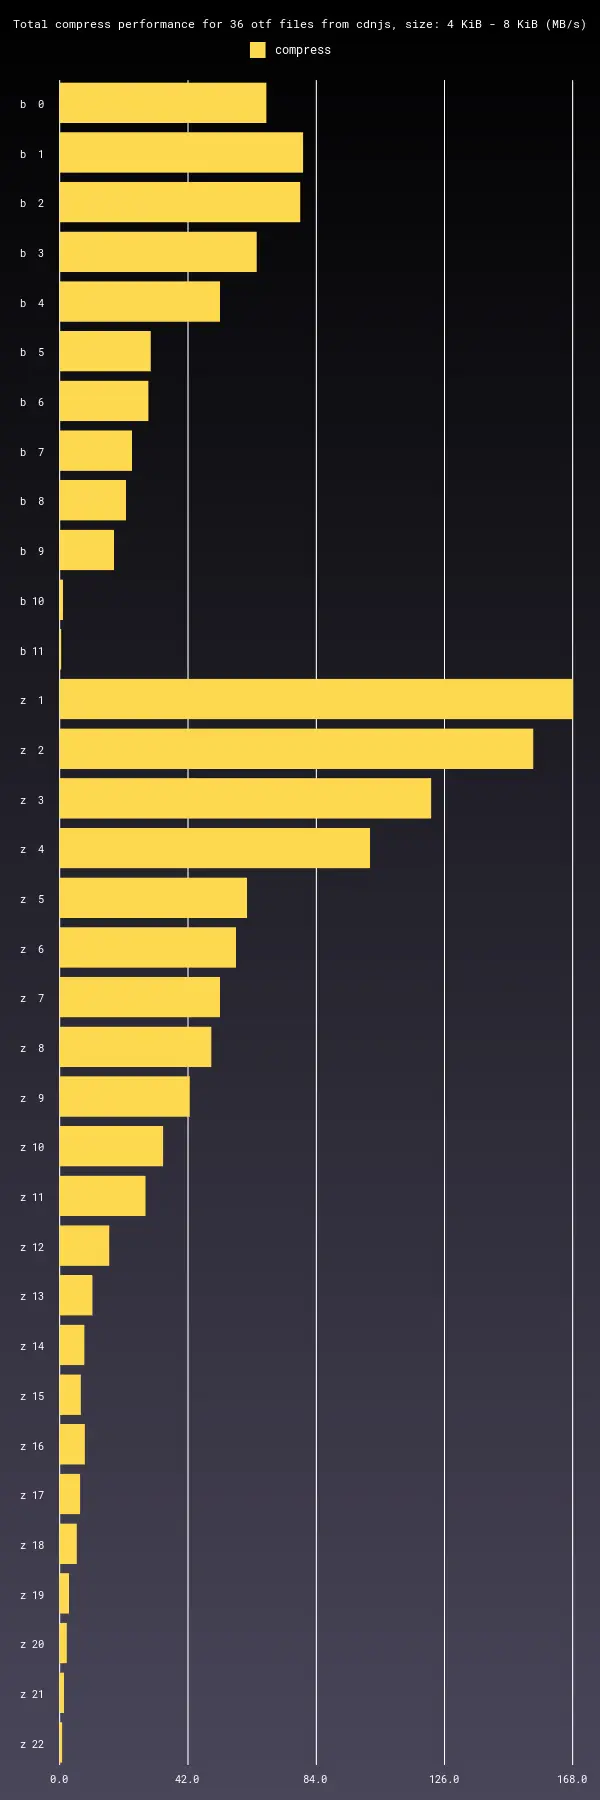 Total compress performance for 36 otf files from cdnjs, size: 4 KiB - 8 KiB (MB/s)
compress
b 0
b 1
b 2
b 3
b 4
b 5
b 6
b 7
b 8
b 9
b 10
b 11
z 1
z 2
z 3
z 4
z 5
z 6
z 7
z 8
z 9
z 10
z 11
z 12
z 13
z 14
z 15
z 16
z 17
z 18
z 19
z 20
z 21
z 22
0.0 42.0 84.0 126.0 168.0